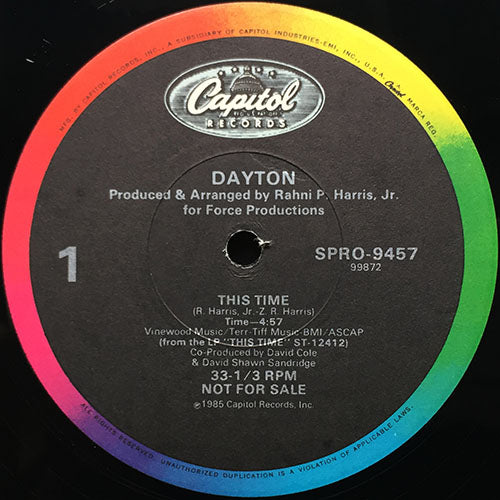 MFD. BY CAPITOL RECORDS, INC., A SUBSIDIARY OF CAPITOL INDUSTRIES-EMI, INC., U.S.A. Capitol MARCA REG.
Capitol
RECORDS
DAYTON
Produced & Arranged by Rahni P. Harris, Jr.
for Force Productions
1
SPRO-9457
99872
THIS TIME
(R. Harris, Jr.-Z. R. Harris)
Time—4:57
Vinewood Music/Terr-Tiff Music-BMI/ASCAP
(from the LP "THIS TIME" ST-12412)
Co-Produced by David Cole
& David Shawn Sandridge
33-1/3 RPM
NOT FOR SALE
℗1985 Capitol Records, Inc.
ALL RIGHTS RESERVED. UNAUTHORIZED DUPLICATION IS A VIOLATION OF APPLICABLE LAWS.